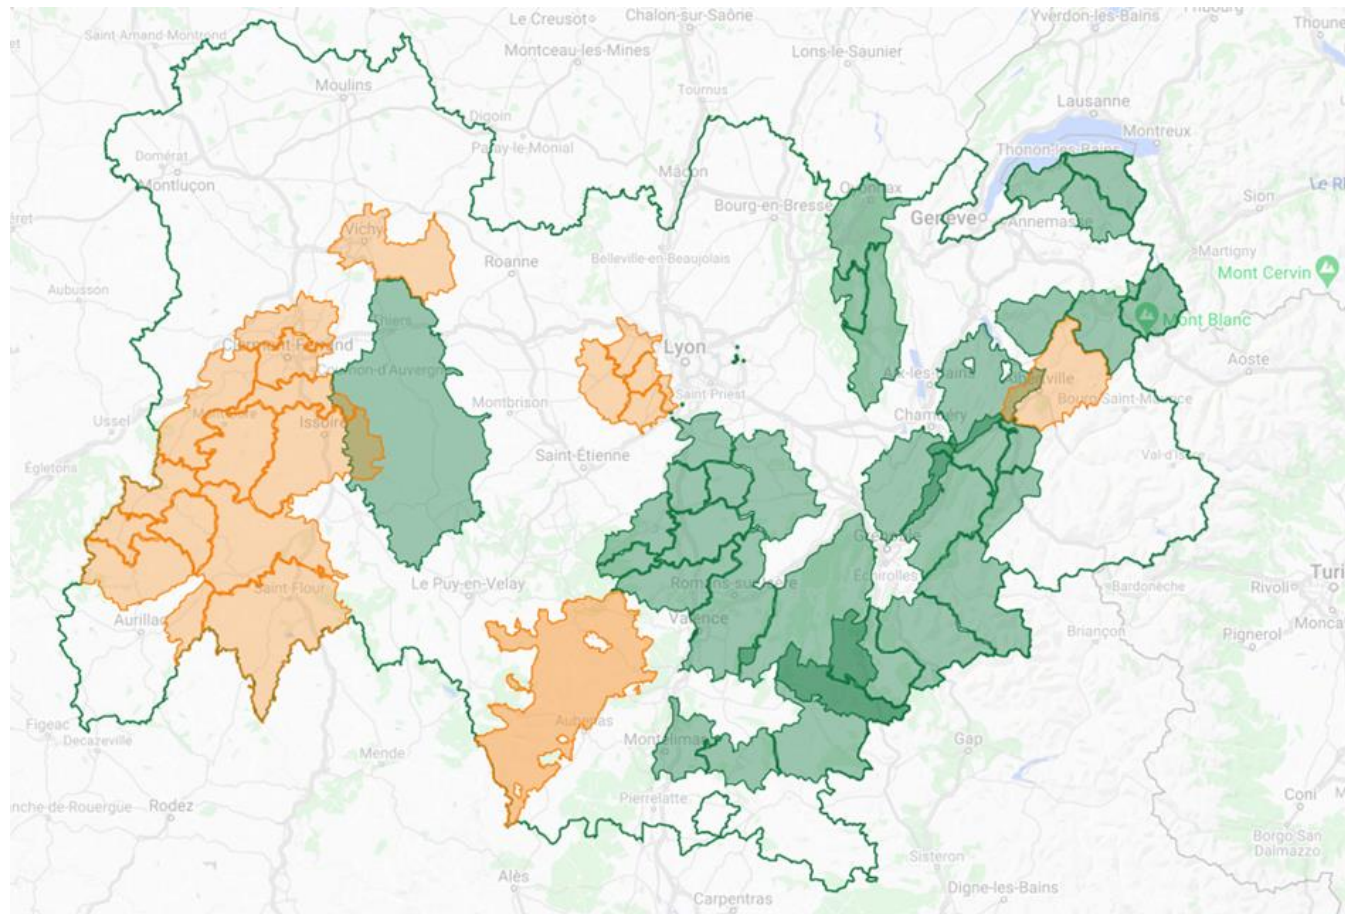 Le Creusot
Chalon-sur-Saône
Yverdon-les-Bains
Saint-Amand-Montrond
Montceau-les-Mines
Lons-le-Saunier
Moulins
Tournus
Lausanne
Digoin
Montreux
Paray-le-Monial
Thonon-les-Bains
Domérat
Montluçon
Mâcon
Sion
Bourg-en-Bresse
Genève
Annemasse
Vichy
Martigny
Roanne
Belleville-en-Beaujolais
Mont Cervin
Aubusson
Thiers
Mont Blanc
Clermont-Ferrand
Lyon
Aoste
Cournon-d'Auvergne
Aix-les-Bains
Albertville
Saint Priest
Bourg-Saint-Maurice
Ussel
Montbrison
Chambéry
Issoire
Saint-Étienne
Val-d'Isère
Égletons
Grenoble
Échirolles
Le Puy-en-Velay
Romans-sur-Isère
Bardonèche
Rivoli
Saint-Flour
Aurillac
Valence
Briançon
Pignerol
Figeac
Aubenas
Decazeville
Montélimar
Mende
Gap
Rodez
Pierrelatte
Coni
Borgo San
Dalmazzo
Sisteron
Alès
Digne-les-Bains
Carpentras